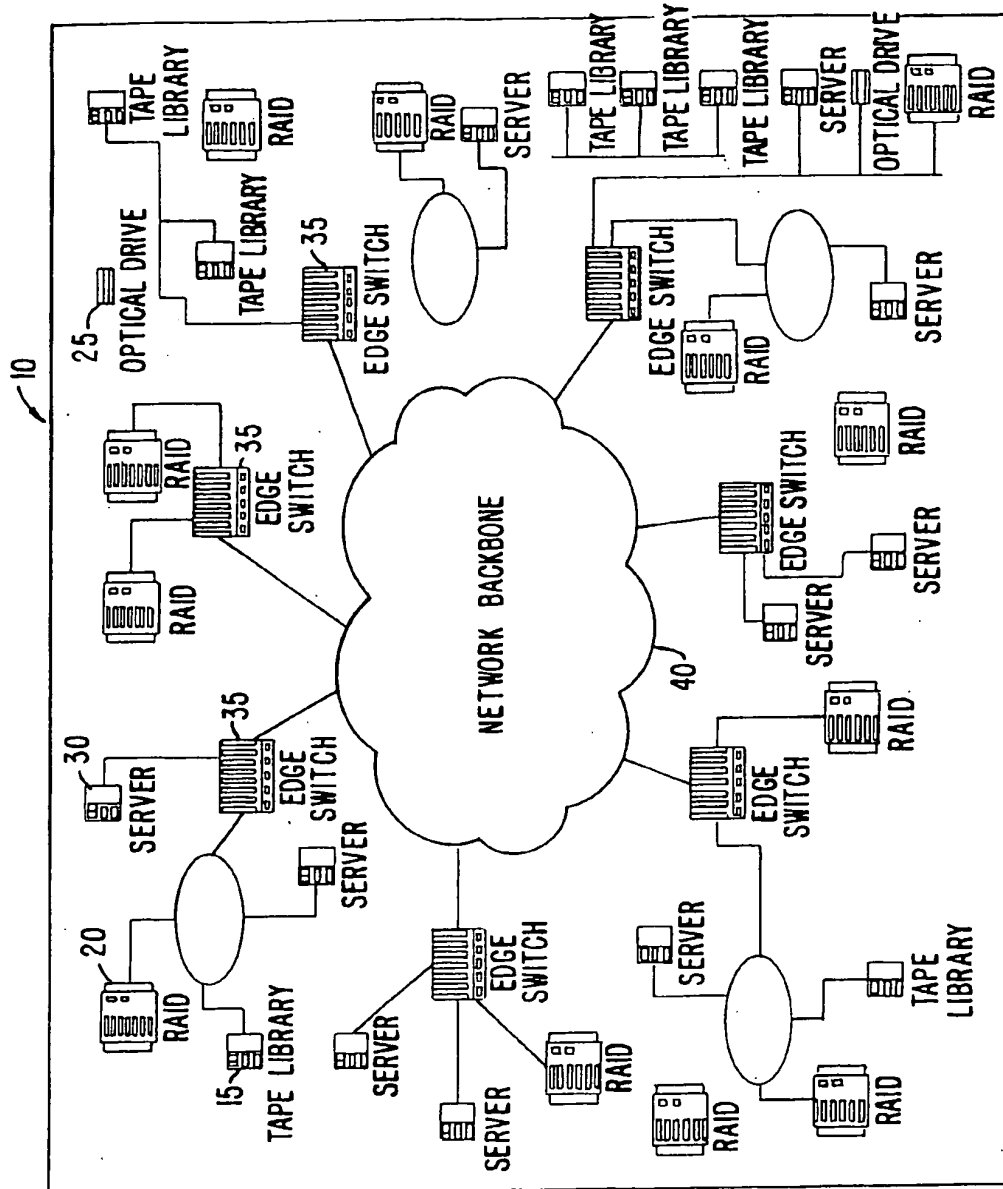 10
20
RAID
15
TAPE LIBRARY
30
SERVER
35
EDGE
SWITCH
SERVER
RAID
RAID
35
EDGE
SWITCH
25
OPTICAL DRIVE
TAPE
LIBRARY
TAPE LIBRARY
RAID
35
EDGE SWITCH
RAID
SERVER
SERVER
SERVER
RAID
EDGE
SWITCH
NETWORK BACKBONE
40
RAID
RAID
SERVER
TAPE
LIBRARY
EDGE
SWITCH
RAID
SERVER
SERVER
EDGE SWITCH
RAID
EDGE SWITCH
RAID
SERVER
TAPE LIBRARY
TAPE LIBRARY
TAPE LIBRARY
SERVER
OPTICAL DRIVE
RAID